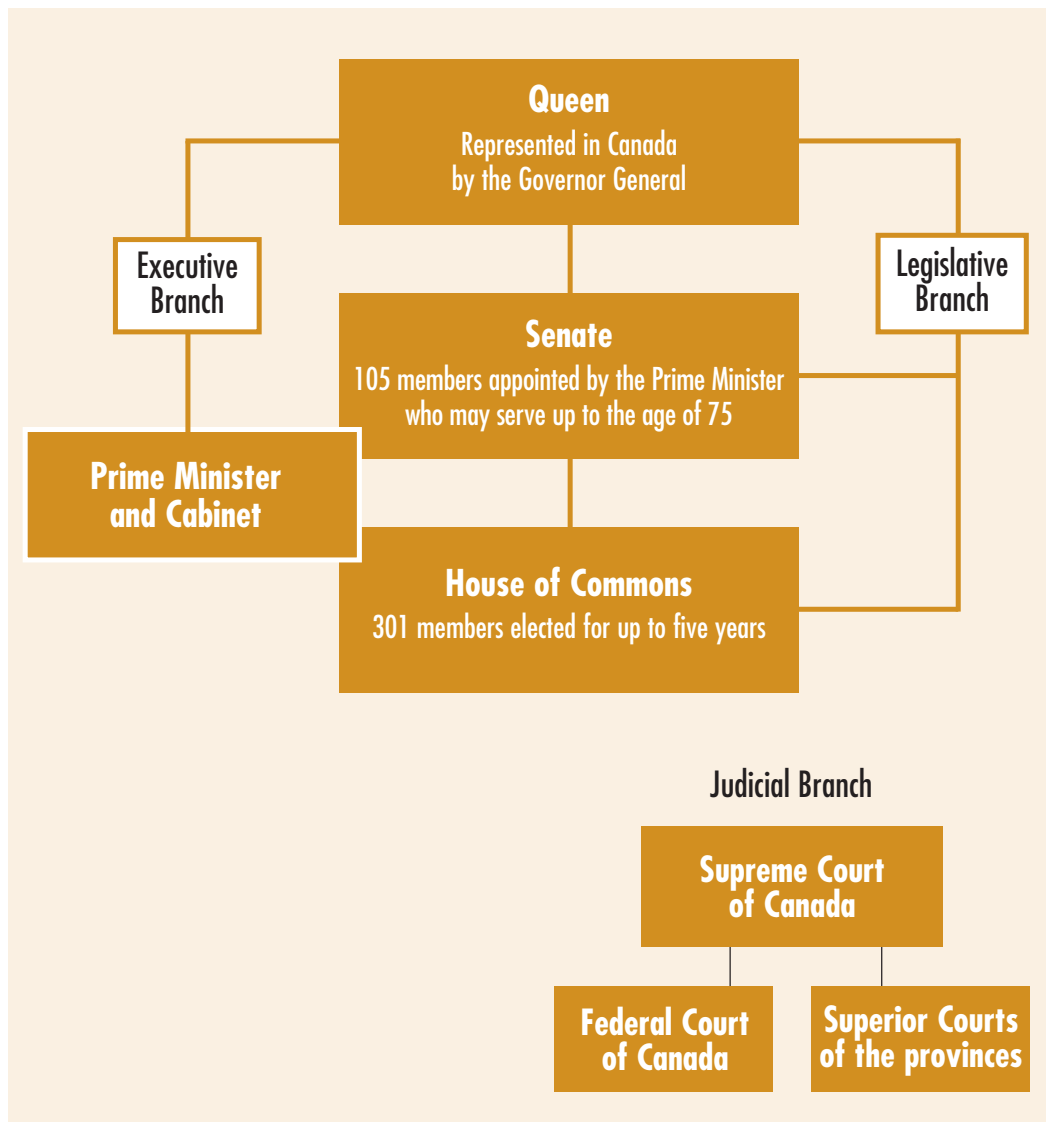 Queen
Represented in Canada
by the Governor General
Executive
Branch
Legislative
Branch
Senate
105 members appointed by the Prime Minister
who may serve up to the age of 75
Prime Minister
and Cabinet
House of Commons
301 members elected for up to five years
Judicial Branch
Supreme Court
of Canada
Federal Court
of Canada
Superior Courts
of the provinces